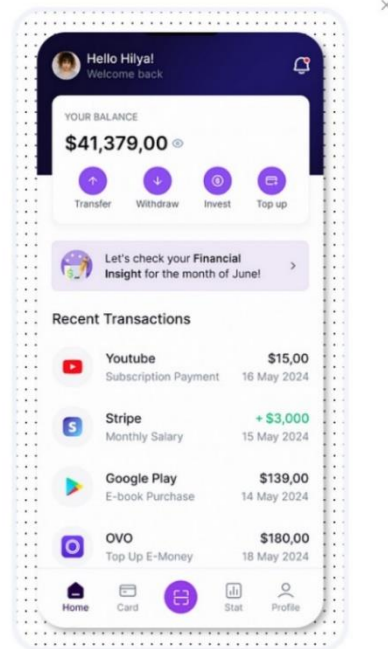 Hello Hilya!
Welcome back
YOUR BALANCE
$41,379,00
Transfer
Withdraw
Invest
Top up
Let's check your Financial
Insight for the month of June!
Recent Transactions
Youtube
$15,00
Subscription Payment
16 May 2024
Stripe
+ $3,000
Monthly Salary
15 May 2024
Google Play
$139,00
E-book Purchase
14 May 2024
OVO
$180,00
Top Up E-Money
18 May 2024
Home
Card
Stat
Profile